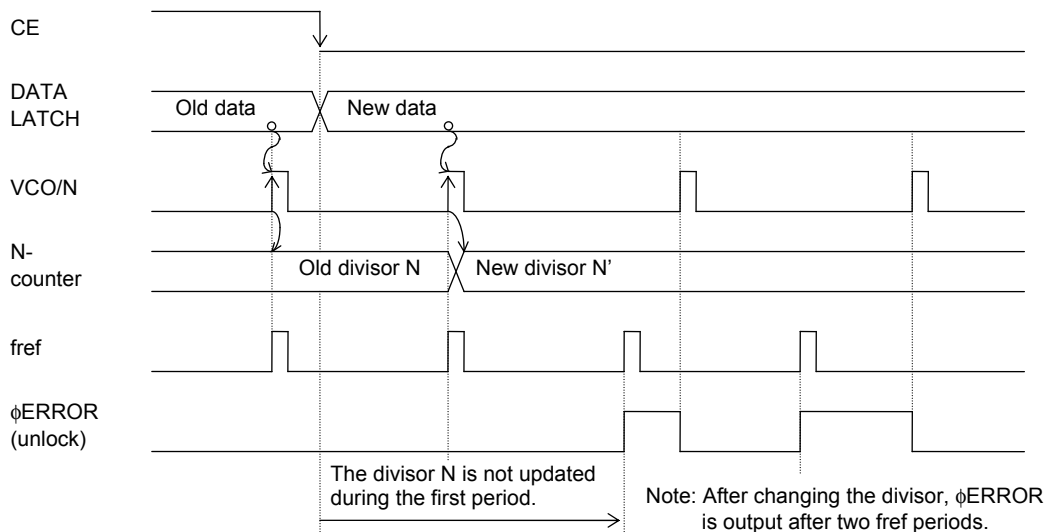 CE
DATA
LATCH
Old data
New data
VCO/N
N-
counter
Old divisor N
New divisor N’
fref
ϕERROR
(unlock)
The divisor N is not updated
during the first period.
Note: After changing the divisor, ϕERROR
is output after two fref periods.